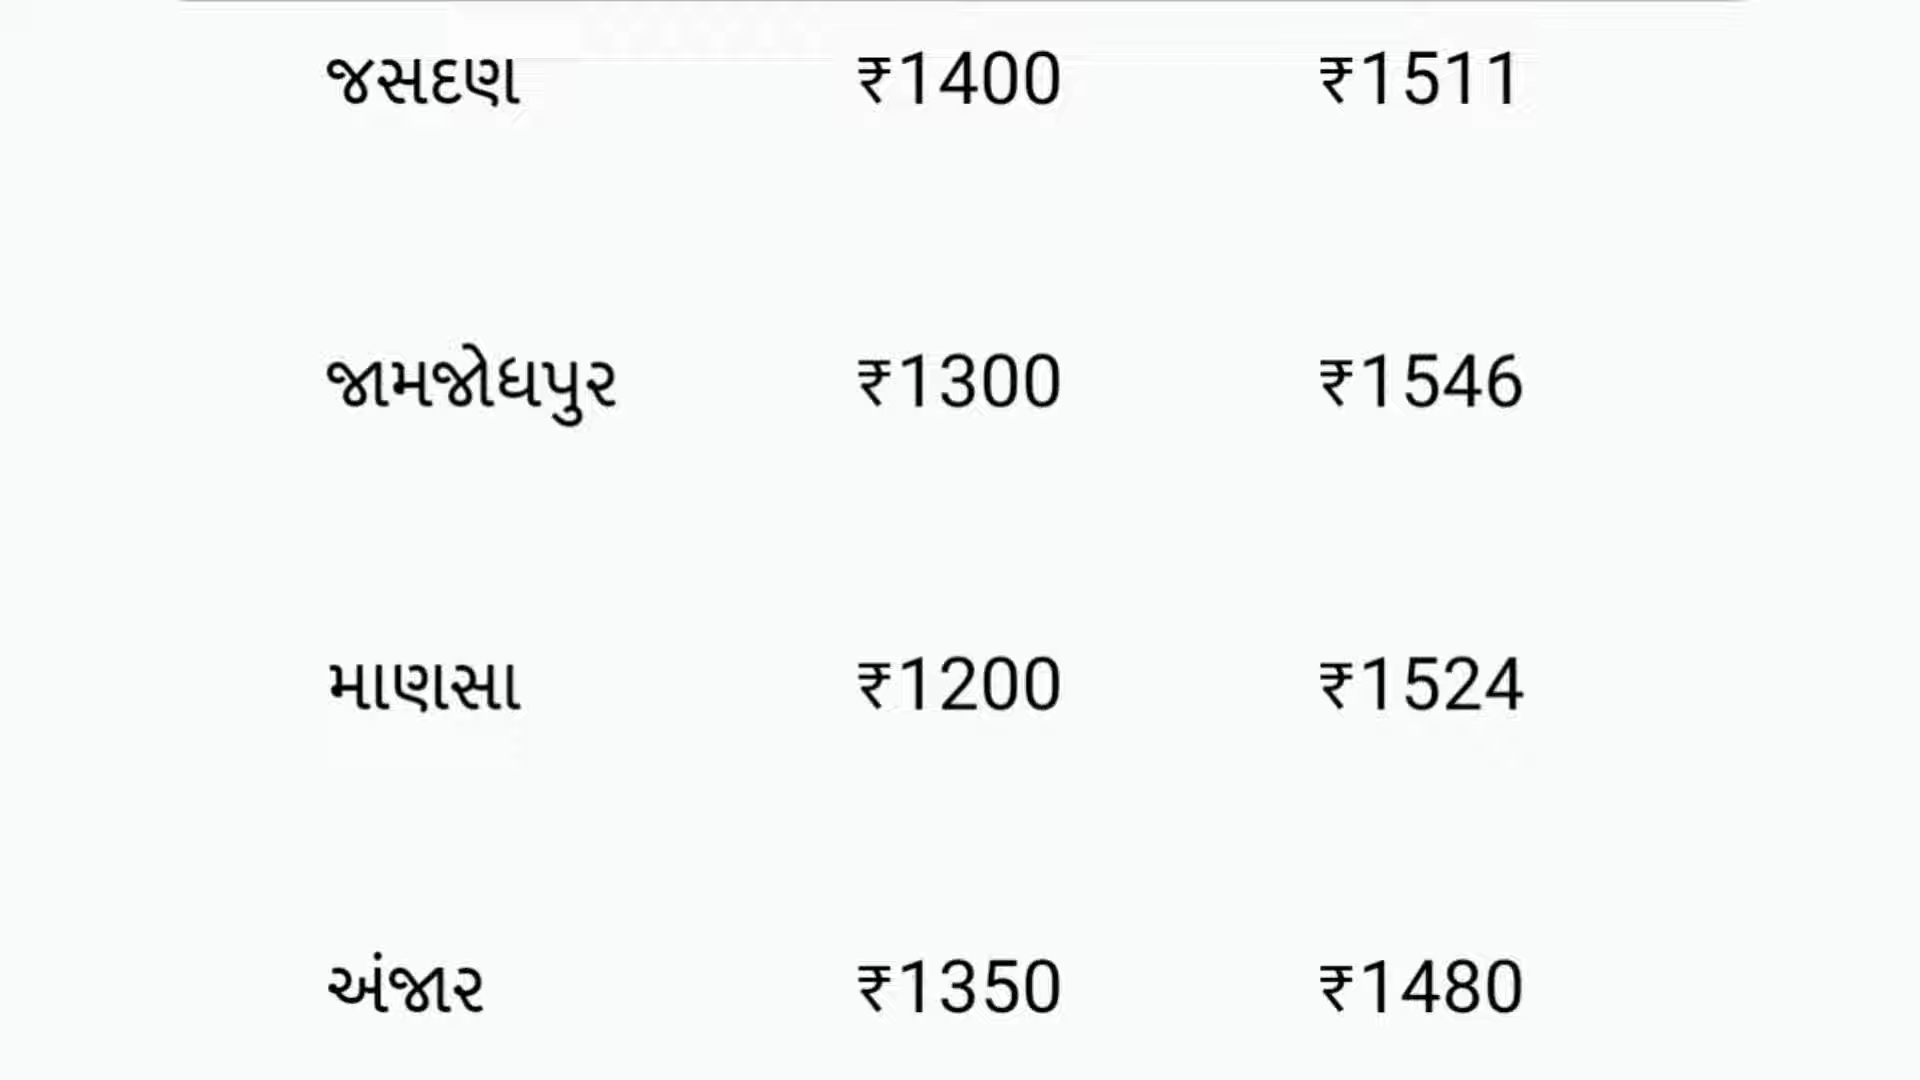 જસદણ ₹1400 ₹1511
જામજોધપુર ₹1300 ₹1546
માણસા ₹1200 ₹1524
અંજાર ₹1350 ₹1480